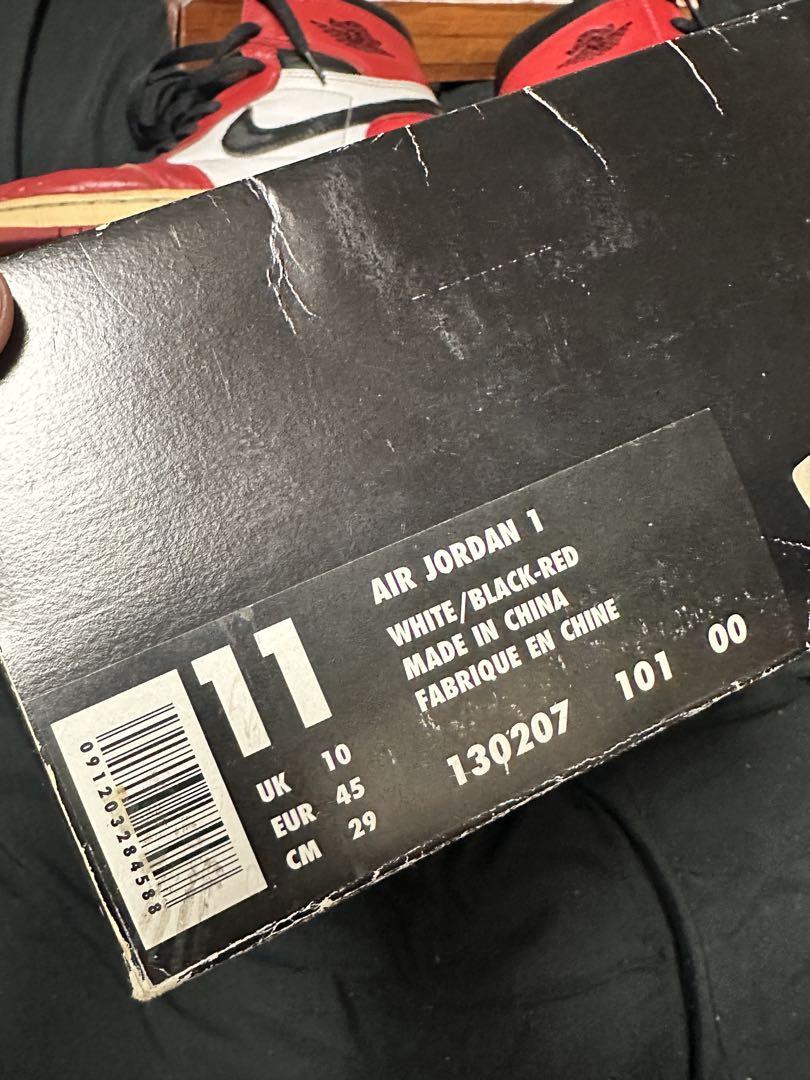 AIR JORDAN 1
WHITE/BLACK-RED
MADE IN CHINA
FABRIQUE EN CHINE
130207 101 00
11
UK 10
EUR 45
CM 29
091203284588